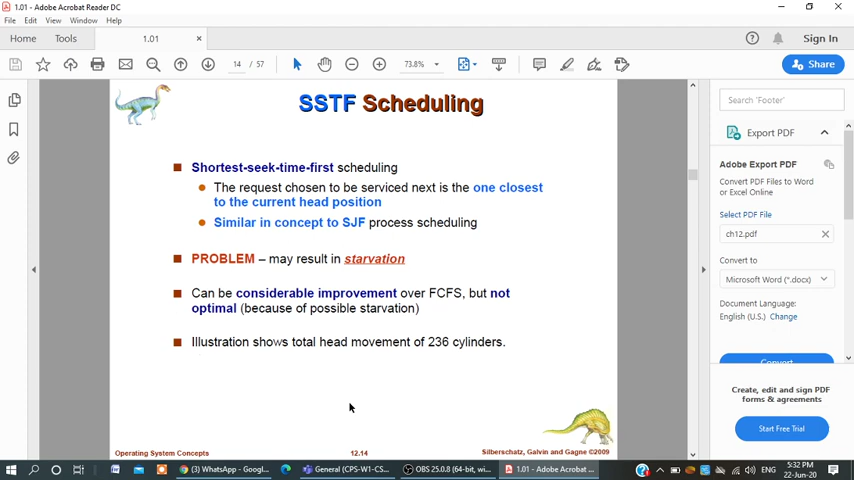 1.01 - Adobe Acrobat Reader DC
File Edit View Window Help
Home Tools 1.01 × Sign In
14 / 57 73.8% Share
SSTF Scheduling
Shortest-seek-time-first scheduling
The request chosen to be serviced next is the one closest
to the current head position
Similar in concept to SJF process scheduling
PROBLEM – may result in starvation
Can be considerable improvement over FCFS, but not
optimal (because of possible starvation)
Illustration shows total head movement of 236 cylinders.
Operating System Concepts 12.14 Silberschatz, Galvin and Gagne ©2009
Search 'Footer'
Export PDF
Adobe Export PDF
Convert PDF Files to Word
or Excel Online
Select PDF File
ch12.pdf
Convert to
Microsoft Word (*.docx)
Document Language:
English (U.S.) Change
Convert
Create, edit and sign PDF
forms & agreements
Start Free Trial
(3) WhatsApp - Googl... General (CPS-W1-CS... OBS 25.0.8 (64-bit, wi... 1.01 - Adobe Acrobat... ENG 5:32 PM
22-Jun-20